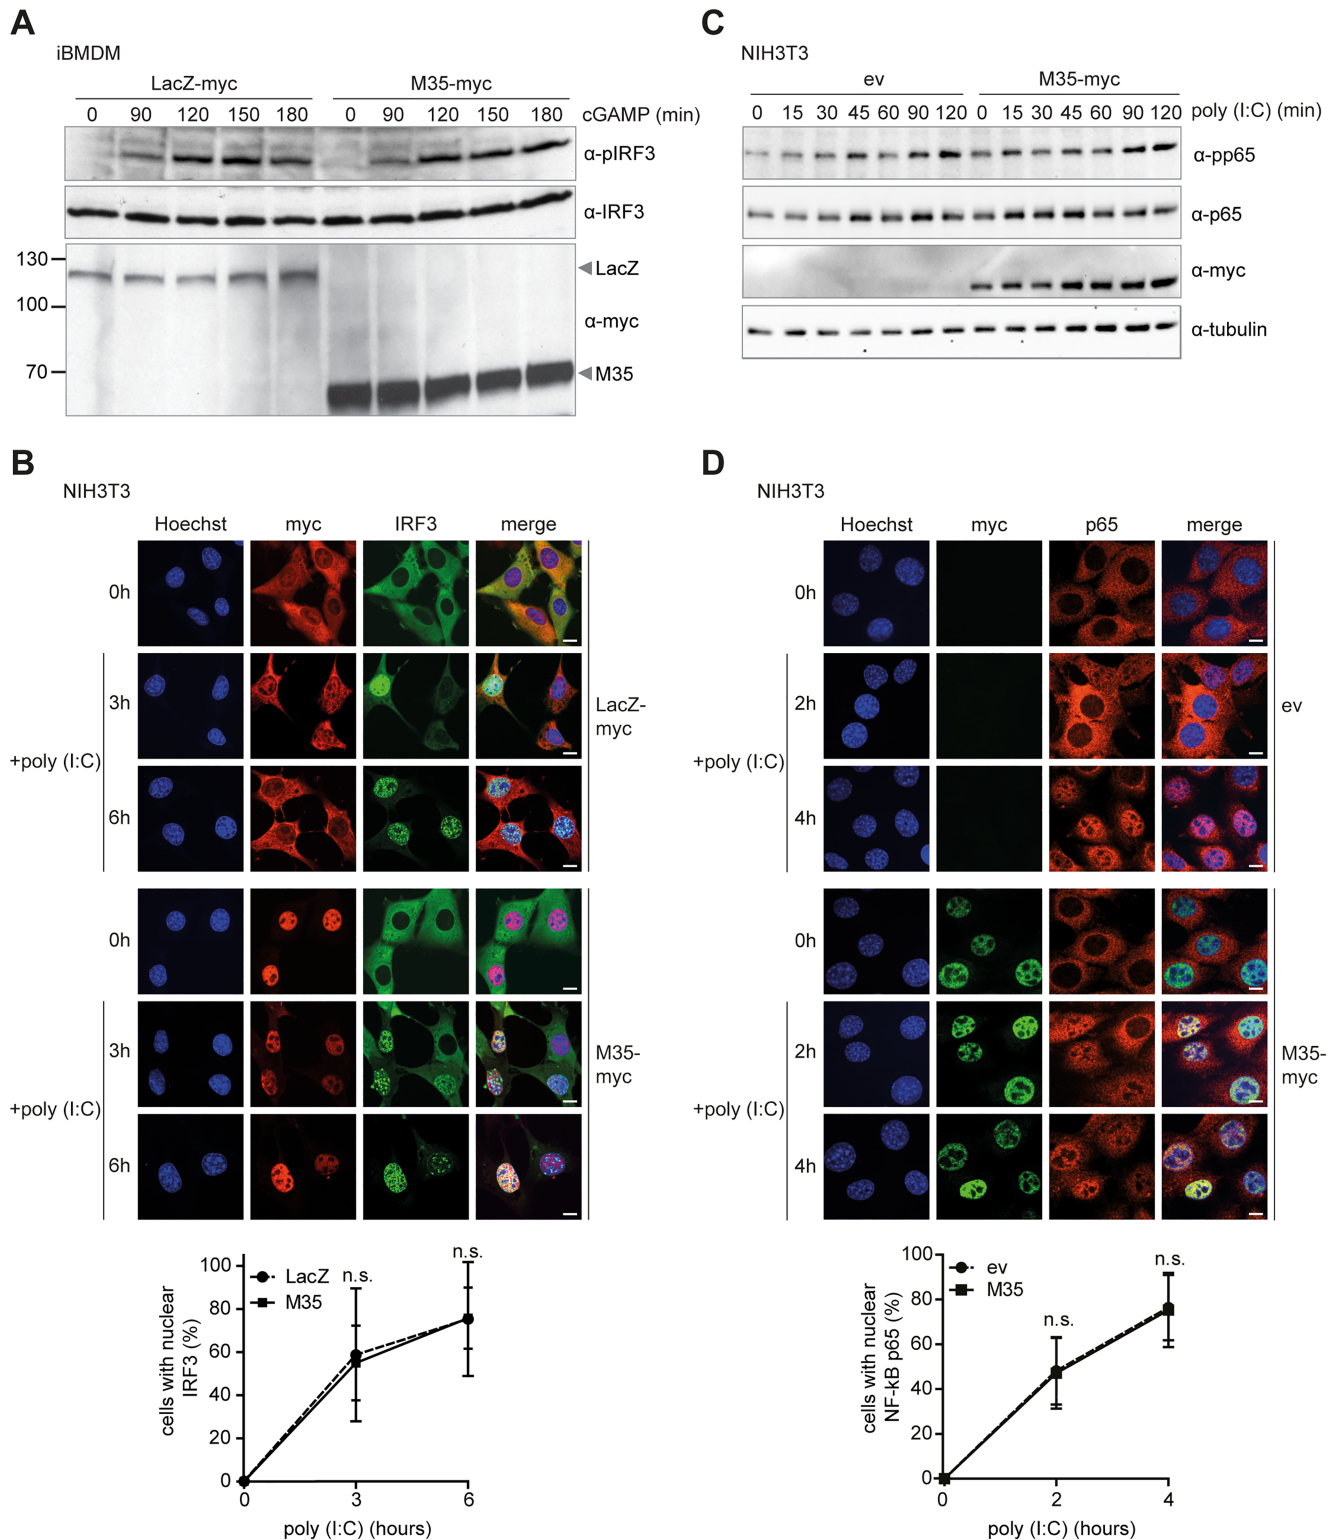 A
iBMDM
LacZ-myc M35-myc
0 90 120 150 180 0 90 120 150 180 cGAMP (min)
α-pIRF3
α-IRF3
130
LacZ
100
α-myc
70
M35
C
NIH3T3
ev M35-myc
0 15 30 45 60 90 120 0 15 30 45 60 90 120 poly (I:C) (min)
α-pp65
α-p65
α-myc
α-tubulin
B
NIH3T3
Hoechst myc IRF3 merge
0h
3h
LacZ-
myc
+poly (I:C)
6h
0h
3h
M35-
myc
+poly (I:C)
6h
100
80
60
40
20
0
cells with nuclear
IRF3 (%)
LacZ
M35
n.s.
n.s.
0 3 6
poly (I:C) (hours)
D
NIH3T3
Hoechst myc p65 merge
0h
2h
ev
+poly (I:C)
4h
0h
2h
M35-
myc
+poly (I:C)
4h
100
80
60
40
20
0
cells with nuclear
NF-kB p65 (%)
ev
M35
n.s.
n.s.
0 2 4
poly (I:C) (hours)